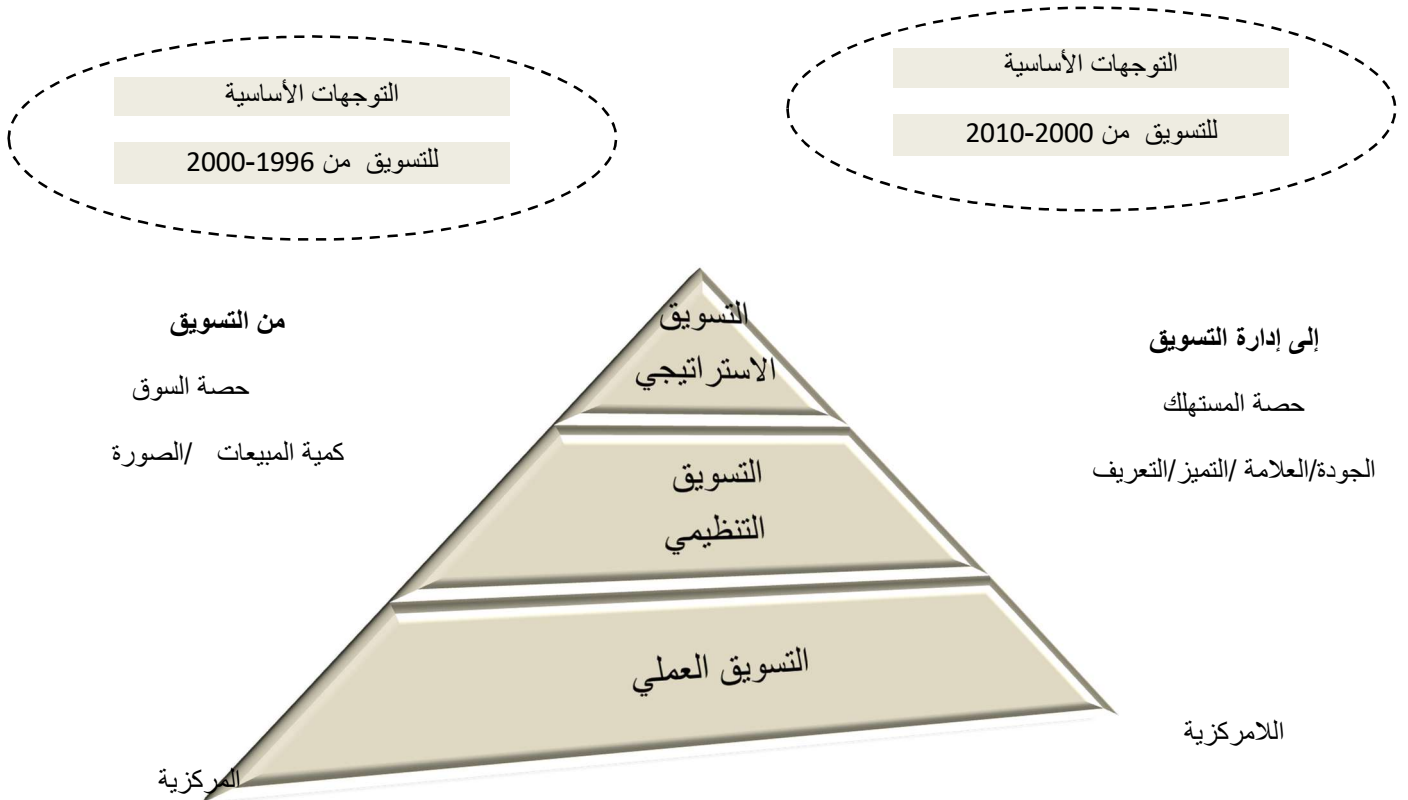 التوجهات الأساسية
للتسويق من 2000-2010
التوجهات الأساسية
للتسويق من 1996-2000
إلى إدارة التسويق
حصة المستهلك
الجودة/العلامة /التميز/التعريف
التسويق
الاستراتيجي
التسويق
التنظيمي
التسويق العملي
من التسويق
حصة السوق
كمية المبيعات /الصورة
اللامركزية
المركزية